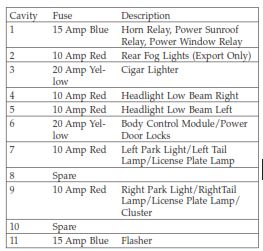 Cavity Fuse Description
1 15 Amp Blue Horn Relay, Power Sunroof
Relay, Power Window Relay
2 10 Amp Red Rear Fog Lights (Export Only)
3 20 Amp Yel- Cigar Lighter
low
4 10 Amp Red Headlight Low Beam Right
5 10 Amp Red Headlight Low Beam Left
6 20 Amp Yel- Body Control Module/Power
low Door Locks
7 10 Amp Red Left Park Light/Left Tail
Lamp/License Plate Lamp
8 Spare
9 10 Amp Red Right Park Light/RightTail
Lamp/License Plate Lamp/
Cluster
10 Spare
11 15 Amp Blue Flasher